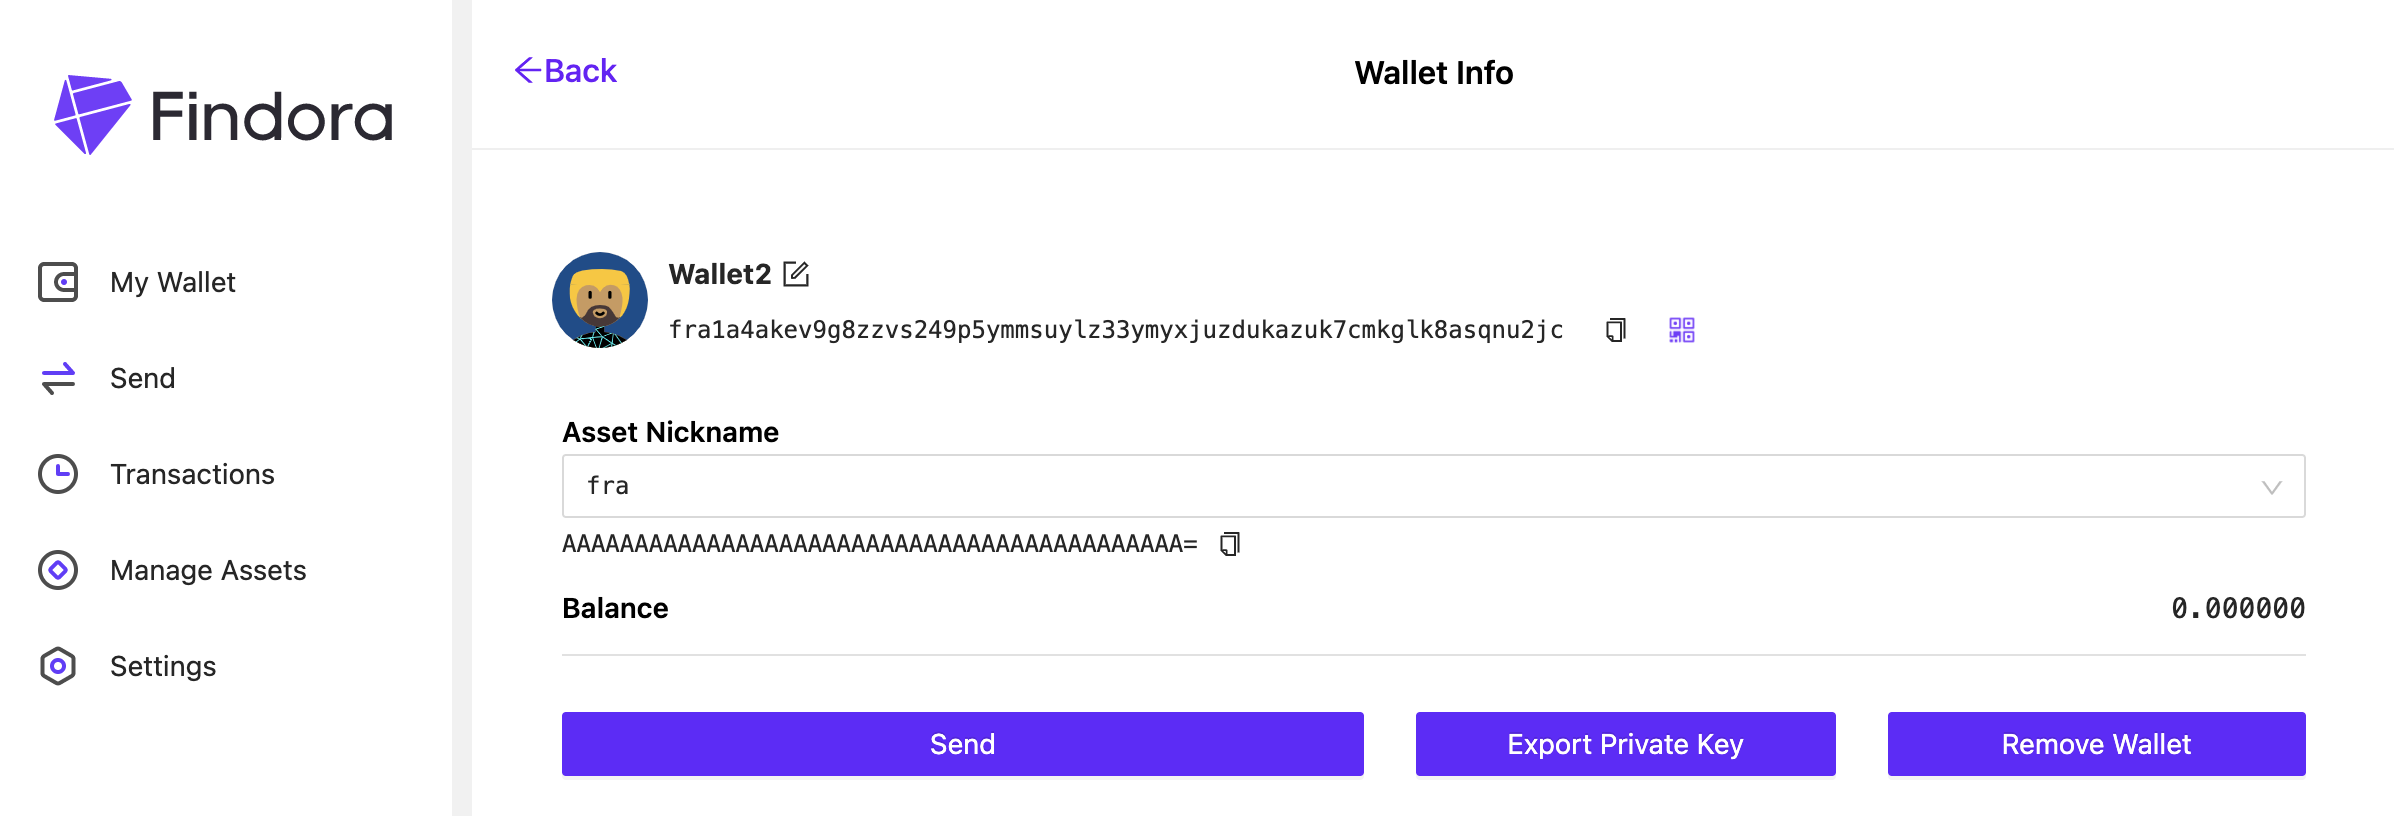 Findora
My Wallet
Send
Transactions
Manage Assets
Settings
Back
Wallet Info
Wallet2
fra1a4akev9g8zzvs249p5ymmsuylz33ymyxjuzdukazuk7cmkglk8asqnu2jc
Asset Nickname
fra
AAAAAAAAAAAAAAAAAAAAAAAAAAAAAAAAAAAAAAAAAAA=
Balance
0.000000
Send
Export Private Key
Remove Wallet